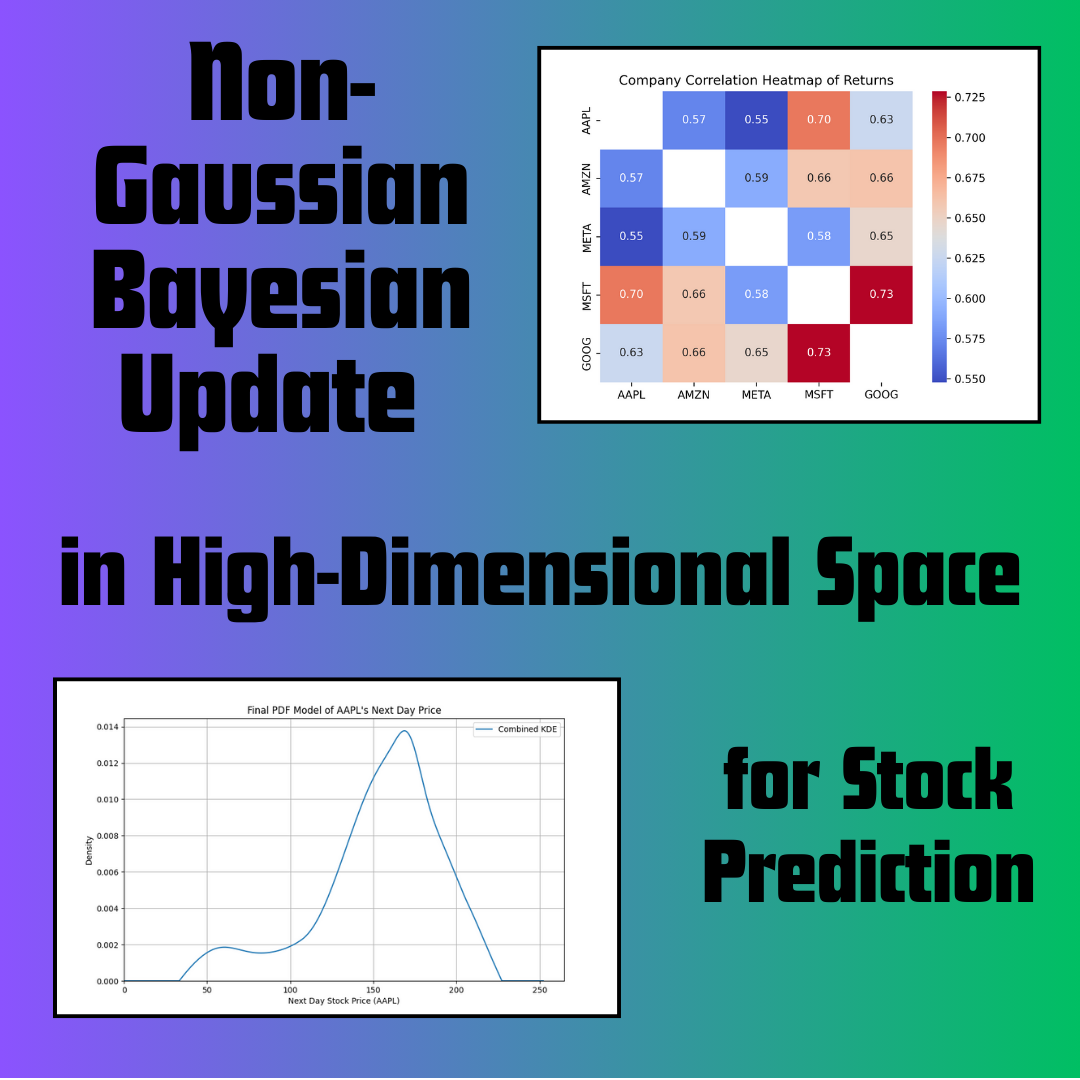 Non-
Gaussian
Bayesian
Update
Company Correlation Heatmap of Returns
AAPL 0.57 0.55 0.70 0.63
AMZN 0.57 0.59 0.66 0.66
META 0.55 0.59 0.58 0.65
MSFT 0.70 0.66 0.58 0.73
GOOG 0.63 0.66 0.65 0.73
AAPL AMZN META MSFT GOOG
0.725
0.700
0.675
0.650
0.625
0.600
0.575
0.550
in High-Dimensional Space
Final PDF Model of AAPL's Next Day Price
Combined KDE
Density
0.014
0.012
0.010
0.008
0.006
0.004
0.002
0.000
0 50 100 150 200 250
Next Day Stock Price (AAPL)
for Stock
Prediction